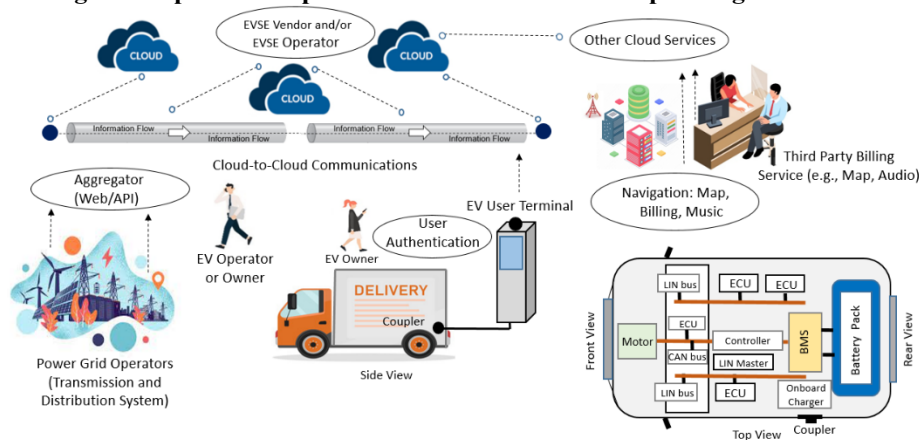 EVSE Vendor and/or
EVSE Operator
CLOUD
CLOUD
CLOUD
Other Cloud Services
Information Flow
Information Flow
Information Flow
Information Flow
Cloud-to-Cloud Communications
Third Party Billing
Service (e.g., Map, Audio)
Aggregator
(Web/API)
Navigation: Map,
Billing, Music
EV User Terminal
User
Authentication
EV Operator
or Owner
EV Owner
DELIVERY
Coupler
Side View
Power Grid Operators
(Transmission and
Distribution System)
Front View
Rear View
LIN bus
ECU
ECU
Motor
ECU
CAN bus
Controller
LIN Master
BMS
Battery Pack
LIN bus
ECU
Onboard
Charger
Top View
Coupler